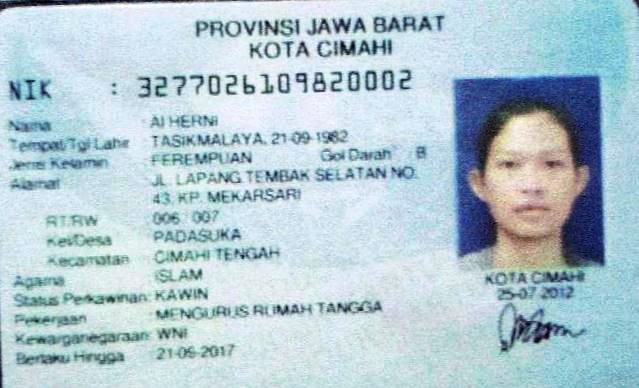 PROVINSI JAWA BARAT
KOTA CIMAHI
NIK : 3277026109820002
Nama : AI HERNI
Tempat/Tgl Lahir : TASIKMALAYA, 21-09-1982
Jenis Kelamin : PEREMPUAN Gol Darah : B
Alamat : JL. LAPANG TEMBAK SELATAN NO.
43. KP. MEKARSARI
RT/RW : 006 / 007
Kel/Desa : PADASUKA
Kecamatan : CIMAHI TENGAH
Agama : ISLAM
Status Perkawinan: KAWIN
Pekerjaan : MENGURUS RUMAH TANGGA
Kewarganegaraan: WNI
Berlaku Hingga : 21-09-2017
KOTA CIMAHI
25-07-2012